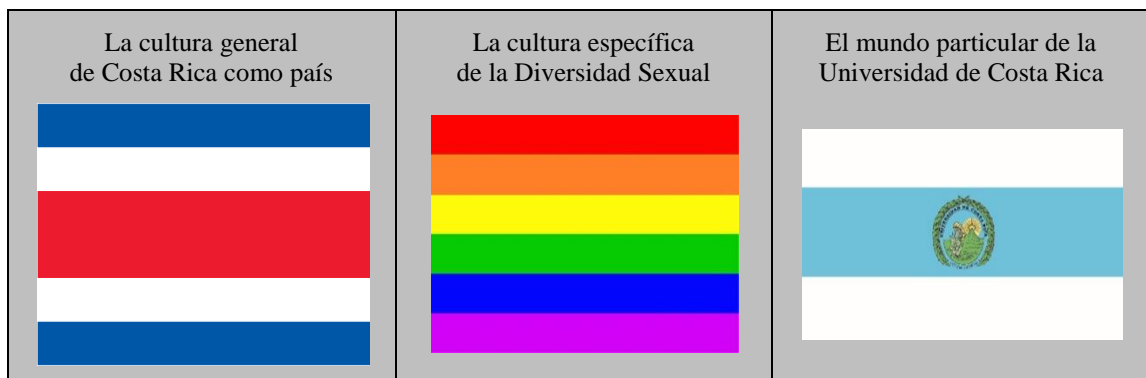 La cultura general
de Costa Rica como país
La cultura específica
de la Diversidad Sexual
El mundo particular de la
Universidad de Costa Rica